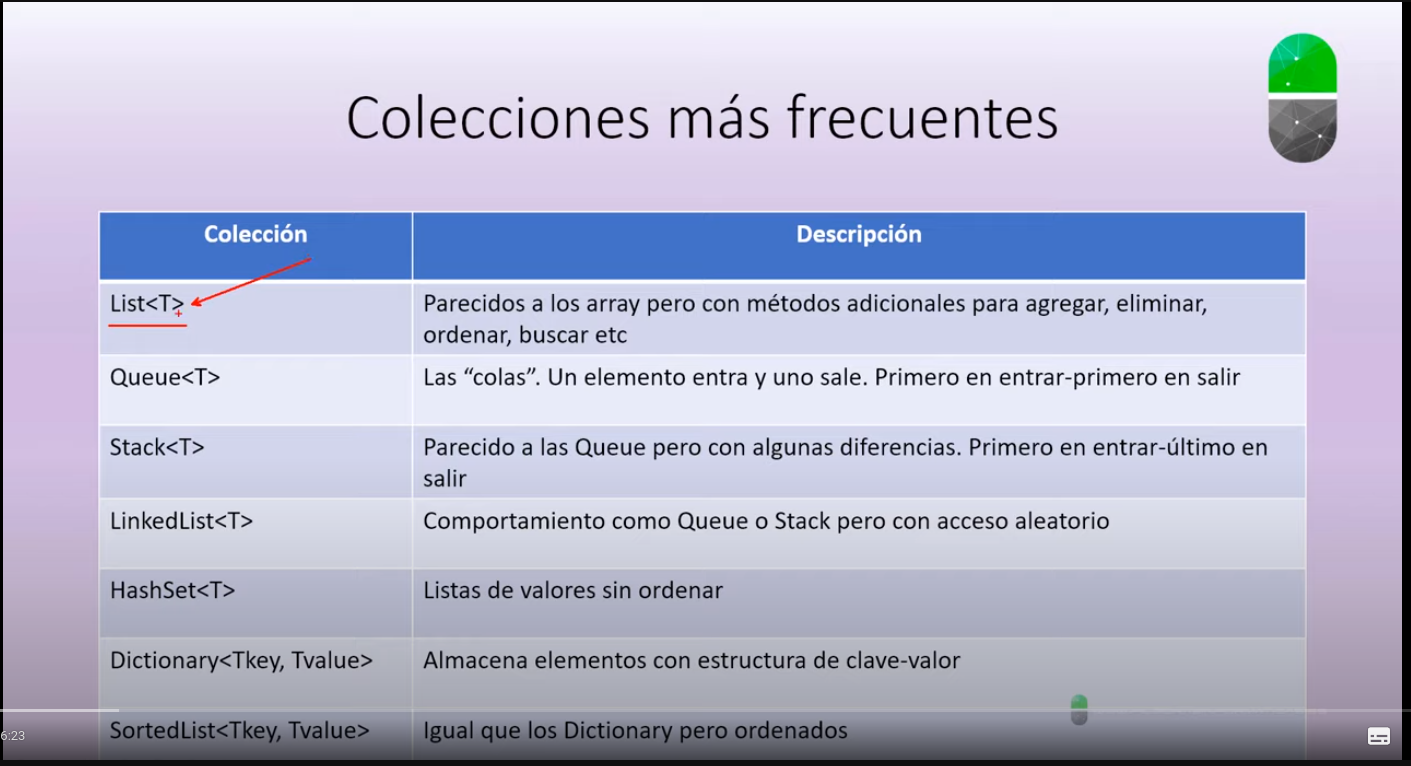 Colecciones más frecuentes
Colección
Descripción
List<T>
Parecidos a los array pero con métodos adicionales para agregar, eliminar,
ordenar, buscar etc
Queue<T>
Las “colas”. Un elemento entra y uno sale. Primero en entrar-primero en salir
Stack<T>
Parecido a las Queue pero con algunas diferencias. Primero en entrar-último en
salir
LinkedList<T>
Comportamiento como Queue o Stack pero con acceso aleatorio
HashSet<T>
Listas de valores sin ordenar
Dictionary<Tkey, Tvalue>
Almacena elementos con estructura de clave-valor
SortedList<Tkey, Tvalue>
Igual que los Dictionary pero ordenados
6:23